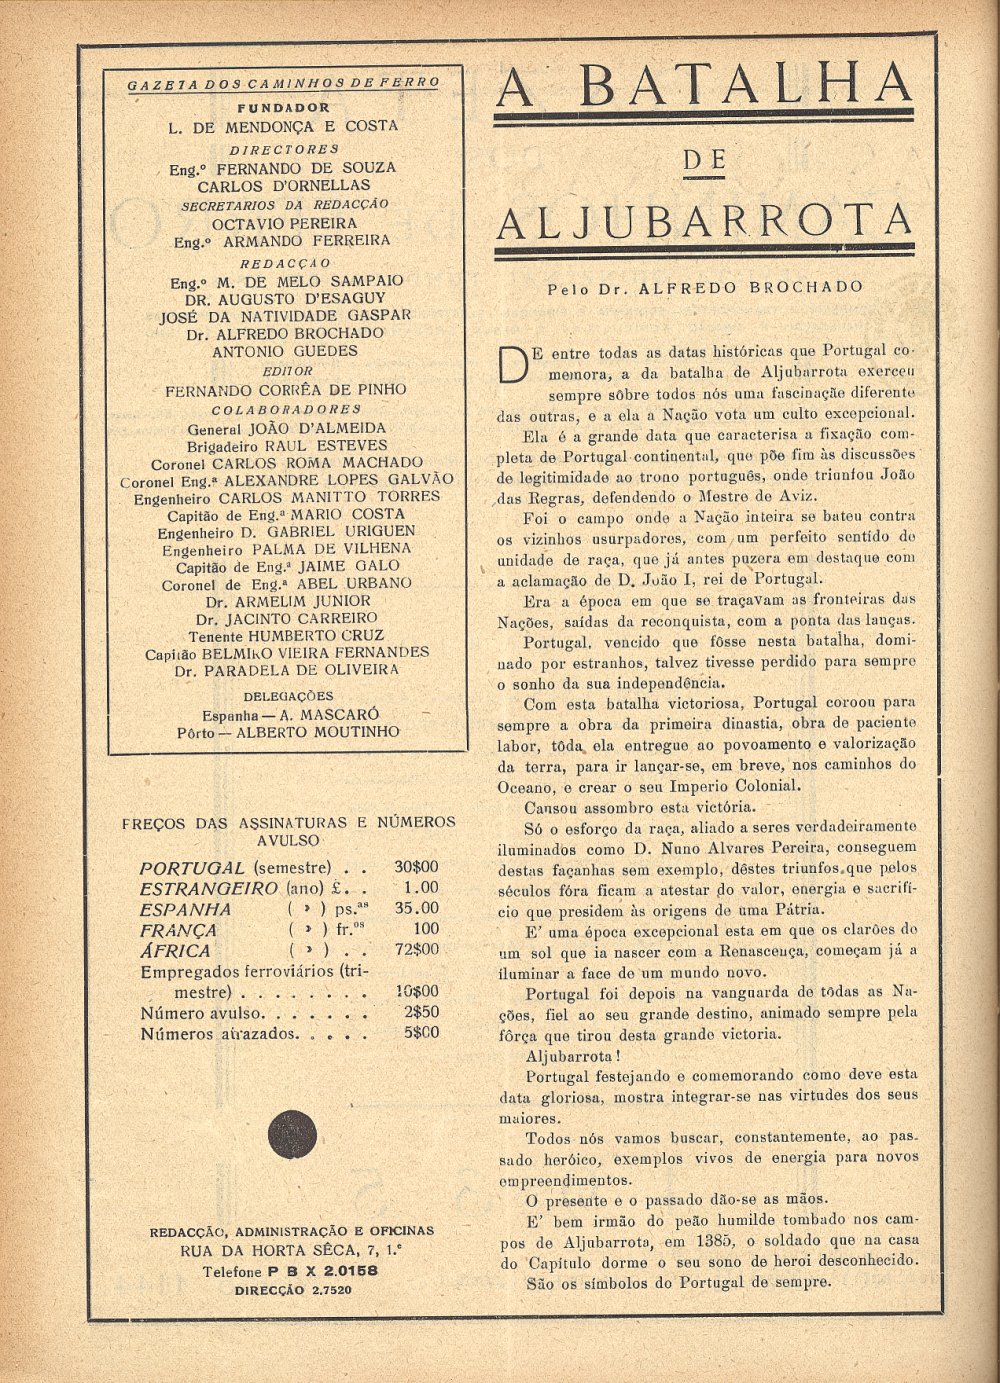 GAZETA DOS CAMINHOS DE FERRO
FUNDADOR
L. DE MENDONÇA E COSTA
DIRECTORES
Eng.º FERNANDO DE SOUZA
CARLOS D'ORNELLAS
SECRETARIOS DA REDACÇÃO
OCTAVIO PEREIRA
Eng.º ARMANDO FERREIRA
REDACÇÃO
Eng.º M. DE MELO SAMPAIO
DR. AUGUSTO D'ESAGUY
JOSÉ DA NATIVIDADE GASPAR
Dr. ALFREDO BROCHADO
ANTONIO GUEDES
EDITOR
FERNANDO CORRÊA DE PINHO
COLABORADORES
General JOÃO D'ALMEIDA
Brigadeiro RAUL ESTEVES
Coronel CARLOS ROMA MACHADO
Coronel Eng.ª ALEXANDRE LOPES GALVÃO
Engenheiro CARLOS MANITTO TORRES
Capitão de Eng.ª MARIO COSTA
Engenheiro D. GABRIEL URIGUEN
Engenheiro PALMA DE VILHENA
Capitão de Eng.ª JAIME GALO
Coronel de Eng.ª ABEL URBANO
Dr. ARMELIM JUNIOR
Dr. JACINTO CARREIRO
Tenente HUMBERTO CRUZ
Capitão BELMIRO VIEIRA FERNANDES
Dr. PARADELA DE OLIVEIRA
DELEGAÇÕES
Espanha — A. MASCARÓ
Pôrto — ALBERTO MOUTINHO
PREÇOS DAS ASSINATURAS E NÚMEROS
AVULSO
PORTUGAL (semestre) . . 30$00
ESTRANGEIRO (ano) £. . 1.00
ESPANHA ( » ) ps.as 35.00
FRANÇA ( » ) fr.os 100
ÁFRICA ( » ) . . 72$00
Empregados ferroviários (tri-
mestre) . . . . . . . . 10$00
Número avulso. . . . . . . 2$50
Números atrazados. . . . . 5$00
REDACÇÃO, ADMINISTRAÇÃO E OFICINAS
RUA DA HORTA SÊCA, 7, 1.º
Telefone P B X 2.0158
DIRECÇÃO 2.7520
A BATALHA
DE
ALJUBARROTA
Pelo Dr. ALFREDO BROCHADO
DE entre todas as datas históricas que Portugal co-
memora, a da batalha de Aljubarrota exerceu
sempre sôbre todos nós uma fascinação diferente
das outras, e a ela a Nação vota um culto excepcional.
Ela é a grande data que caracterisa a fixação com-
pleta de Portugal continental, que põe fim às discussões
de legitimidade ao trono português, onde triunfou João
das Regras, defendendo o Mestre de Aviz.
Foi o campo onde a Nação inteira se bateu contra
os vizinhos usurpadores, com um perfeito sentido de
unidade de raça, que já antes puzera em destaque com
a aclamação de D. João I, rei de Portugal.
Era a época em que se traçavam as fronteiras das
Nações, saídas da reconquista, com a ponta das lanças.
Portugal, vencido que fôsse nesta batalha, domi-
nado por estranhos, talvez tivesse perdido para sempre
o sonho da sua independência.
Com esta batalha victoriosa, Portugal coroou para
sempre a obra da primeira dinastia, obra de paciente
labor, tôda ela entregue ao povoamento e valorização
da terra, para ir lançar-se, em breve, nos caminhos do
Oceano, e crear o seu Imperio Colonial.
Causou assombro esta victória.
Só o esforço da raça, aliado a seres verdadeiramente
iluminados como D. Nuno Alvares Pereira, conseguem
destas façanhas sem exemplo, dêstes triunfos que pelos
séculos fóra ficam a atestar do valor, energia e sacrifí-
cio que presidem às origens de uma Pátria.
E' uma época excepcional esta em que os clarões de
um sol que ia nascer com a Renascença, começam já a
iluminar a face de um mundo novo.
Portugal foi depois na vanguarda de tôdas as Na-
ções, fiel ao seu grande destino, animado sempre pela
fôrça que tirou desta grande victoria.
Aljubarrota!
Portugal festejando e comemorando como deve esta
data gloriosa, mostra integrar-se nas virtudes dos seus
maiores.
Todos nós vamos buscar, constantemente, ao pas-
sado heróico, exemplos vivos de energia para novos
empreendimentos.
O presente e o passado dão-se as mãos.
E' bem irmão do peão humilde tombado nos cam-
pos de Aljubarrota, em 1385, o soldado que na casa
do Capítulo dorme o seu sono de heroi desconhecido.
São os símbolos do Portugal de sempre.